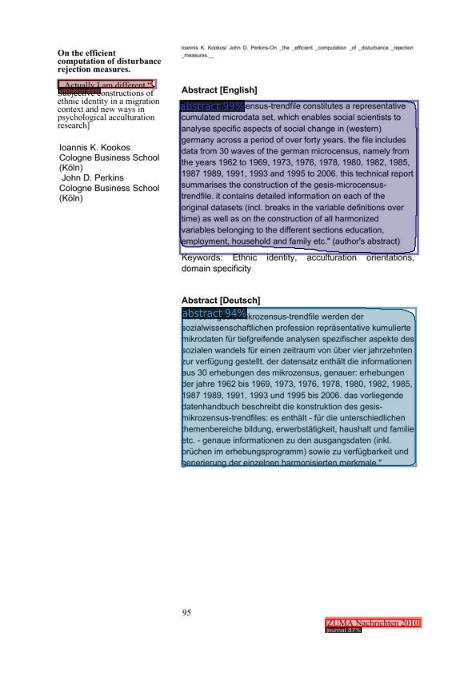 Ioannis K. Kookos/ John D. Perkins-On _the _efficient _computation _of _disturbance _rejection
_measures.__
On the efficient
computation of disturbance
rejection measures.
Actually I am different."
Subjective constructions of
ethnic identity in a migration
context and new ways in
psychological acculturation
research]
Ioannis K. Kookos
Cologne Business School
(Köln)
John D. Perkins
Cologne Business School
(Köln)
Abstract [English]
abstract 99%
ensus-trendfile constitutes a representative
cumulated microdata set, which enables social scientists to
analyse specific aspects of social change in (western)
germany across a period of over forty years. the file includes
data from 30 waves of the german microcensus, namely from
the years 1962 to 1969, 1973, 1976, 1978, 1980, 1982, 1985,
1987 1989, 1991, 1993 and 1995 to 2006. this technical report
summarises the construction of the gesis-microcensus-
trendfile. it contains detailed information on each of the
original datasets (incl. breaks in the variable definitions over
time) as well as on the construction of all harmonized
variables belonging to the different sections education,
employment, household and family etc." (author's abstract)
Keywords: Ethnic identity, acculturation orientations,
domain specificity
Abstract [Deutsch]
abstract 94%
krozensus-trendfile werden der
sozialwissenschaftlichen profession repräsentative kumulierte
mikrodaten für tiefgreifende analysen spezifischer aspekte des
sozialen wandels für einen zeitraum von über vier jahrzehnten
zur verfügung gestellt. der datensatz enthält die informationen
aus 30 erhebungen des mikrozensus, genauer: erhebungen
der jahre 1962 bis 1969, 1973, 1976, 1978, 1980, 1982, 1985,
1987 1989, 1991, 1993 und 1995 bis 2006. das vorliegende
datenhandbuch beschreibt die konstruktion des gesis-
mikrozensus-trendfiles: es enthält - für die unterschiedlichen
themenbereiche bildung, erwerbstätigkeit, haushalt und familie
etc. - genaue informationen zu den ausgangsdaten (inkl.
brüchen im erhebungsprogramm) sowie zu verfügbarkeit und
generierung der einzelnen harmonisierten merkmale."
95
ZUMA Nachrichten 2010
journal 87%